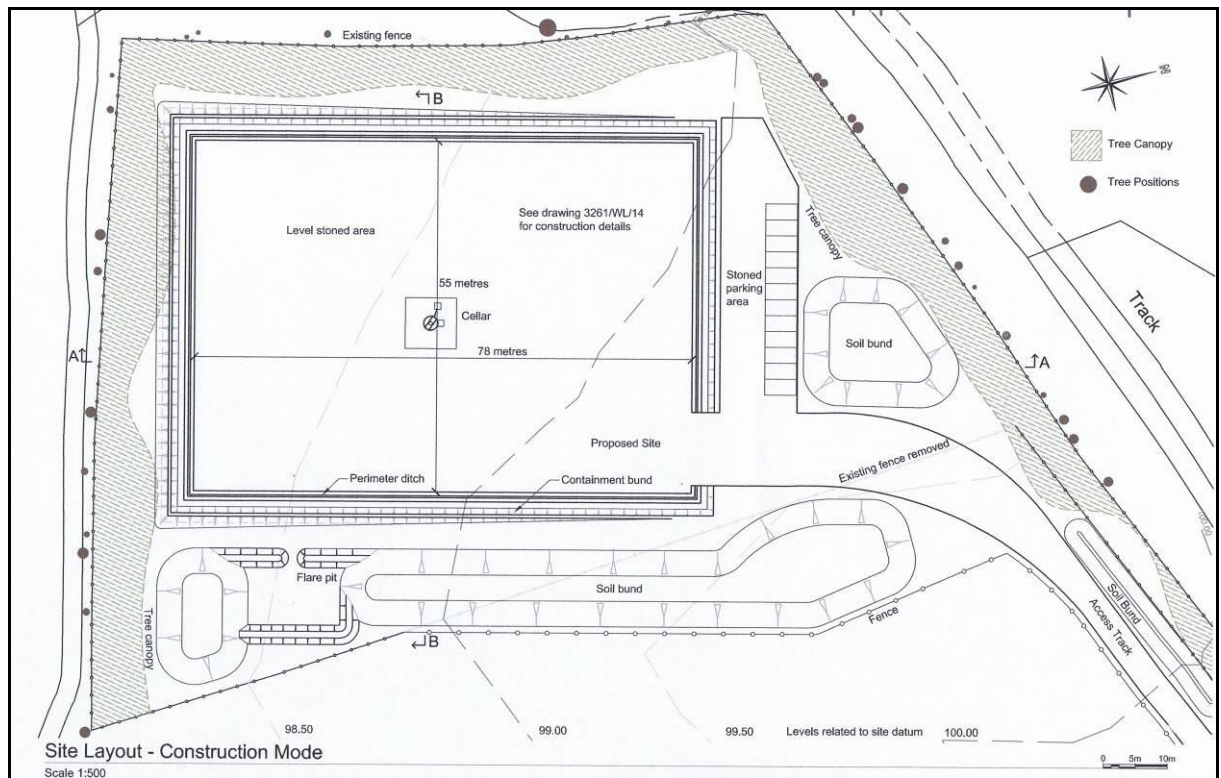 Existing fence
N
B
Tree Canopy
Tree Positions
See drawing 3261/WL/14
for construction details
Level stoned area
Tree canopy
Stoned
parking
area
55 metres
Cellar
Track
Soil bund
A
78 metres
A
Proposed Site
Existing fence removed
Perimeter ditch
Containment bund
100.00
Flare pit
Soil bund
Soil Bund
Fence
Access Track
Tree canopy
B
98.50
99.00
99.50
Levels related to site datum
100.00
Site Layout - Construction Mode
Scale 1:500
0 5m 10m